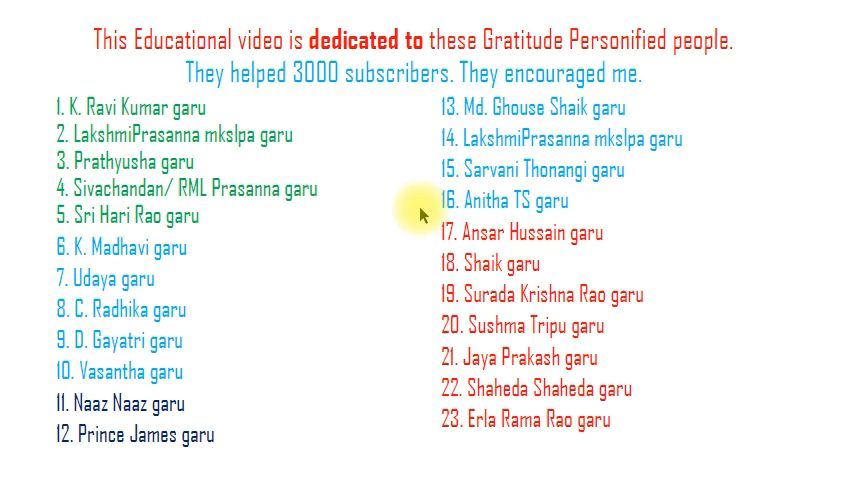 This Educational video is dedicated to these Gratitude Personified people.
They helped 3000 subscribers. They encouraged me.
1. K. Ravi Kumar garu
2. LakshmiPrasanna mkslpa garu
3. Prathyusha garu
4. Sivachandan/ RML Prasanna garu
5. Sri Hari Rao garu
6. K. Madhavi garu
7. Udaya garu
8. C. Radhika garu
9. D. Gayatri garu
10. Vasantha garu
11. Naaz Naaz garu
12. Prince James garu
13. Md. Ghouse Shaik garu
14. LakshmiPrasanna mkslpa garu
15. Sarvani Thonangi garu
16. Anitha TS garu
17. Ansar Hussain garu
18. Shaik garu
19. Surada Krishna Rao garu
20. Sushma Tripu garu
21. Jaya Prakash garu
22. Shaheda Shaheda garu
23. Erla Rama Rao garu